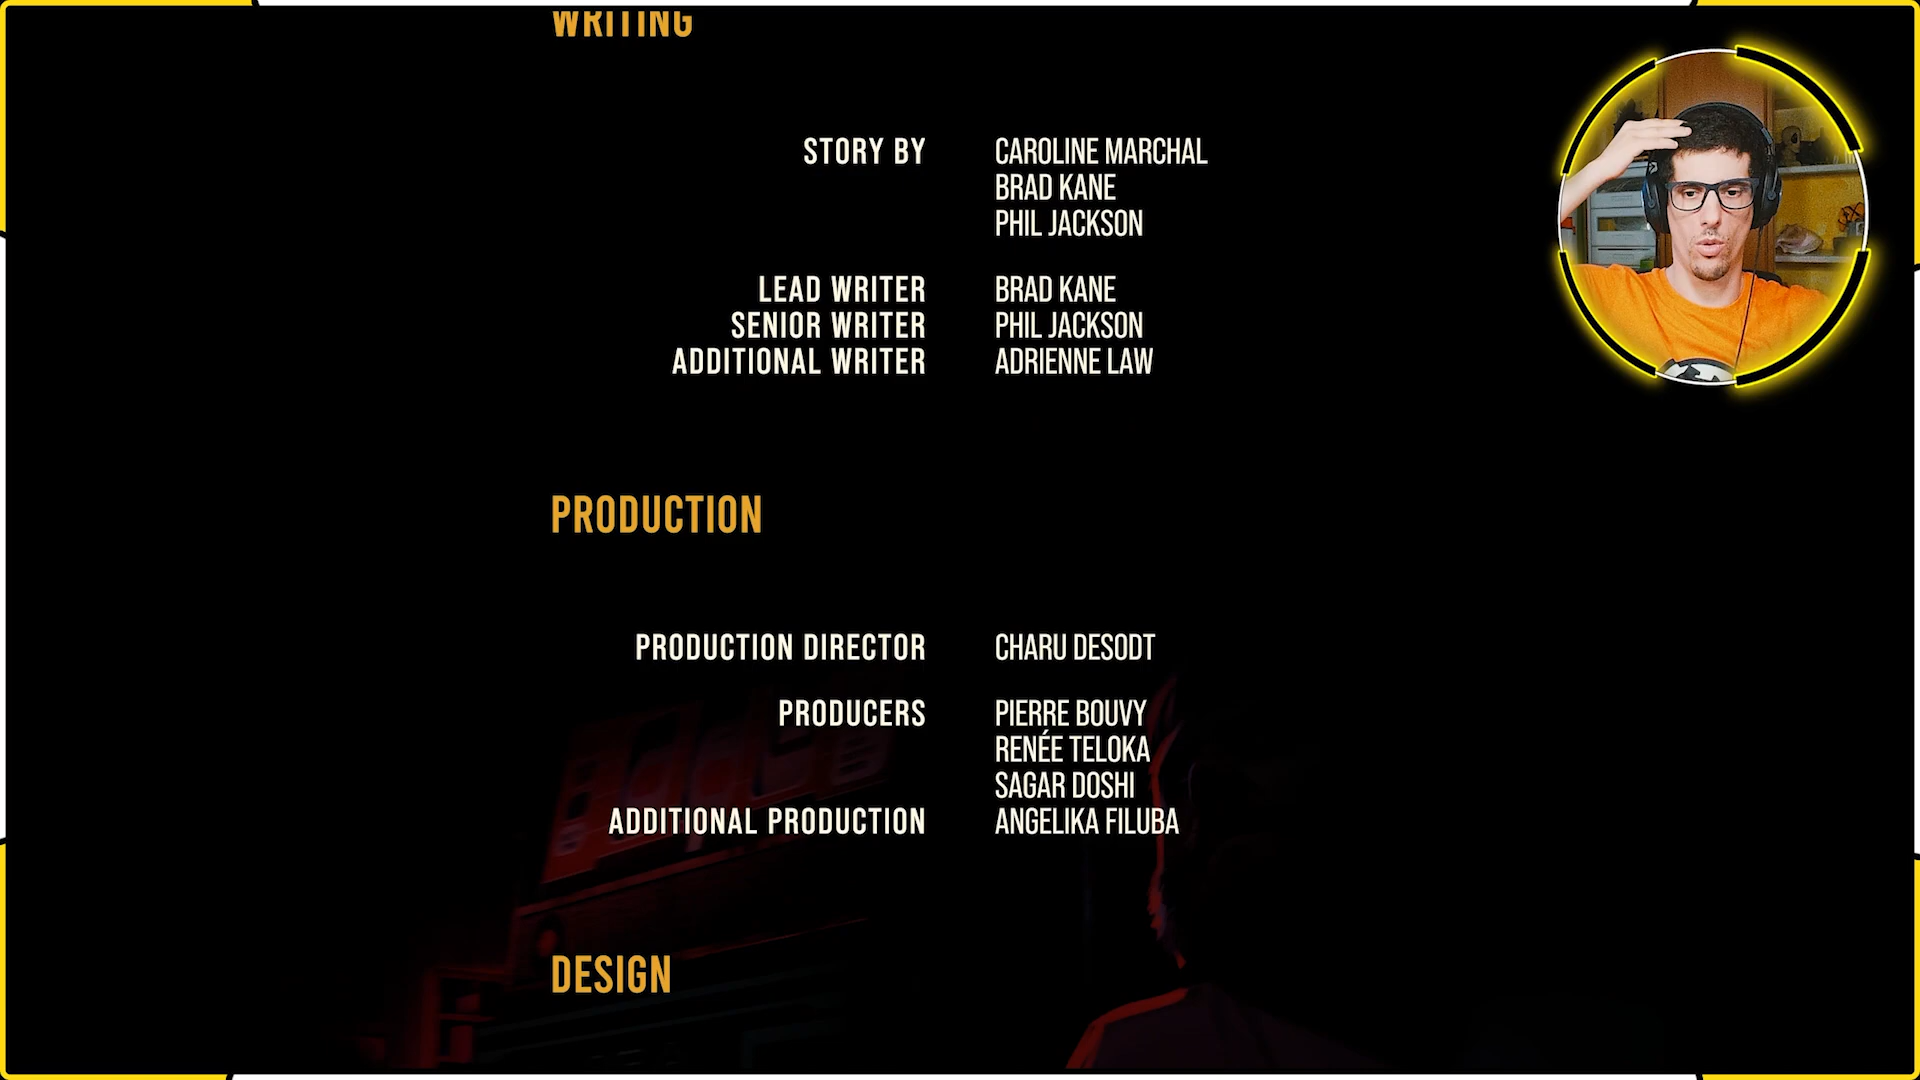 WRITING
STORY BY CAROLINE MARCHAL
BRAD KANE
PHIL JACKSON
LEAD WRITER BRAD KANE
SENIOR WRITER PHIL JACKSON
ADDITIONAL WRITER ADRIENNE LAW
PRODUCTION
PRODUCTION DIRECTOR CHARU DESODT
PRODUCERS PIERRE BOUVY
RENÉE TELOKA
SAGAR DOSHI
ADDITIONAL PRODUCTION ANGELIKA FILUBA
DESIGN